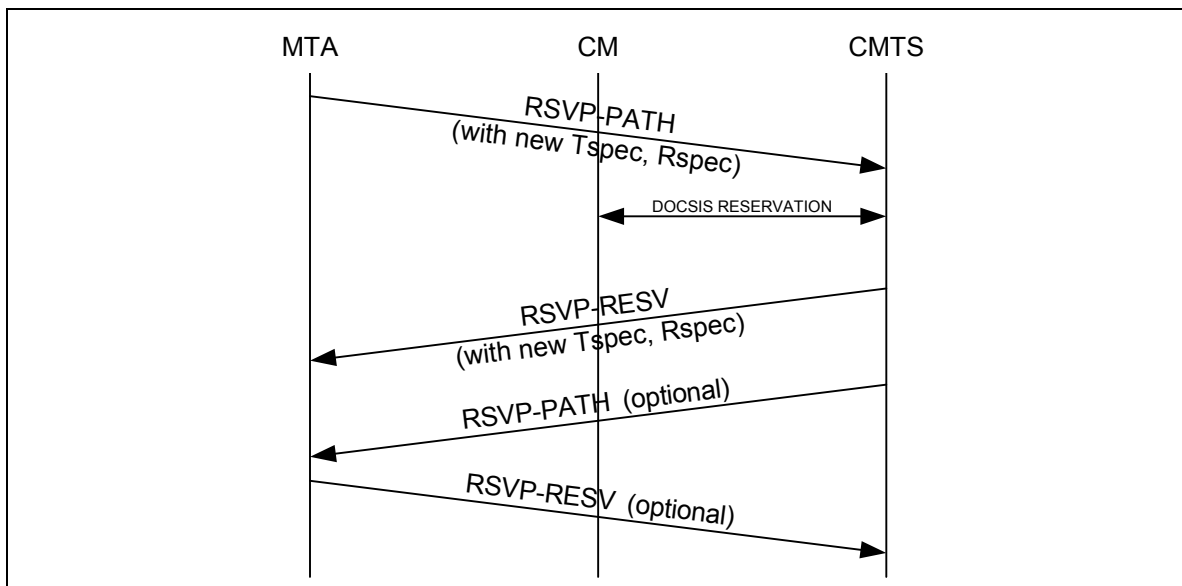 MTA CM CMTS
RSVP-PATH
(with new Tspec, Rspec)
DOCSIS RESERVATION
RSVP-RESV
(with new Tspec, Rspec)
RSVP-PATH (optional)
RSVP-RESV (optional)